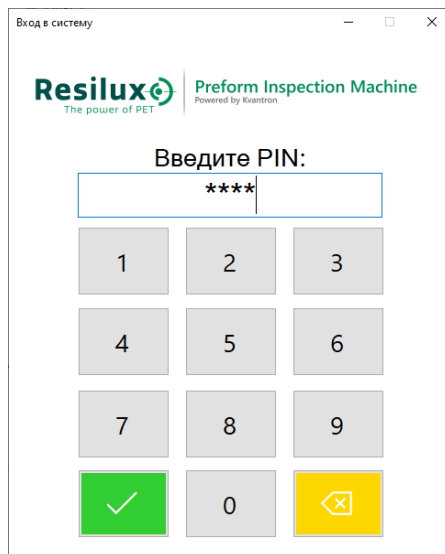 Вход в систему
Resilux
The power of PET
Preform Inspection Machine
Powered by Kvantron
Введите PIN:
****
1 2 3
4 5 6
7 8 9
0